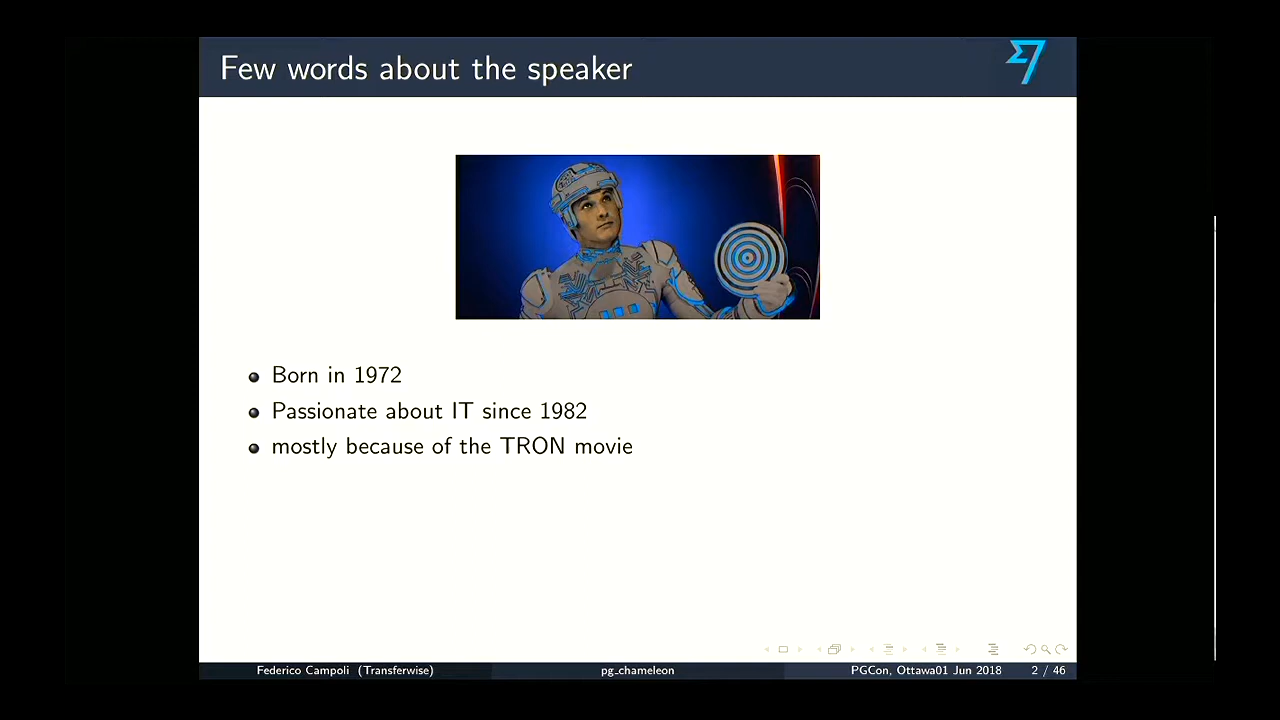 Few words about the speaker
Born in 1972
Passionate about IT since 1982
mostly because of the TRON movie
Federico Campoli (Transferwise) pg_chameleon PGCon, Ottawa01 Jun 2018 2 / 46